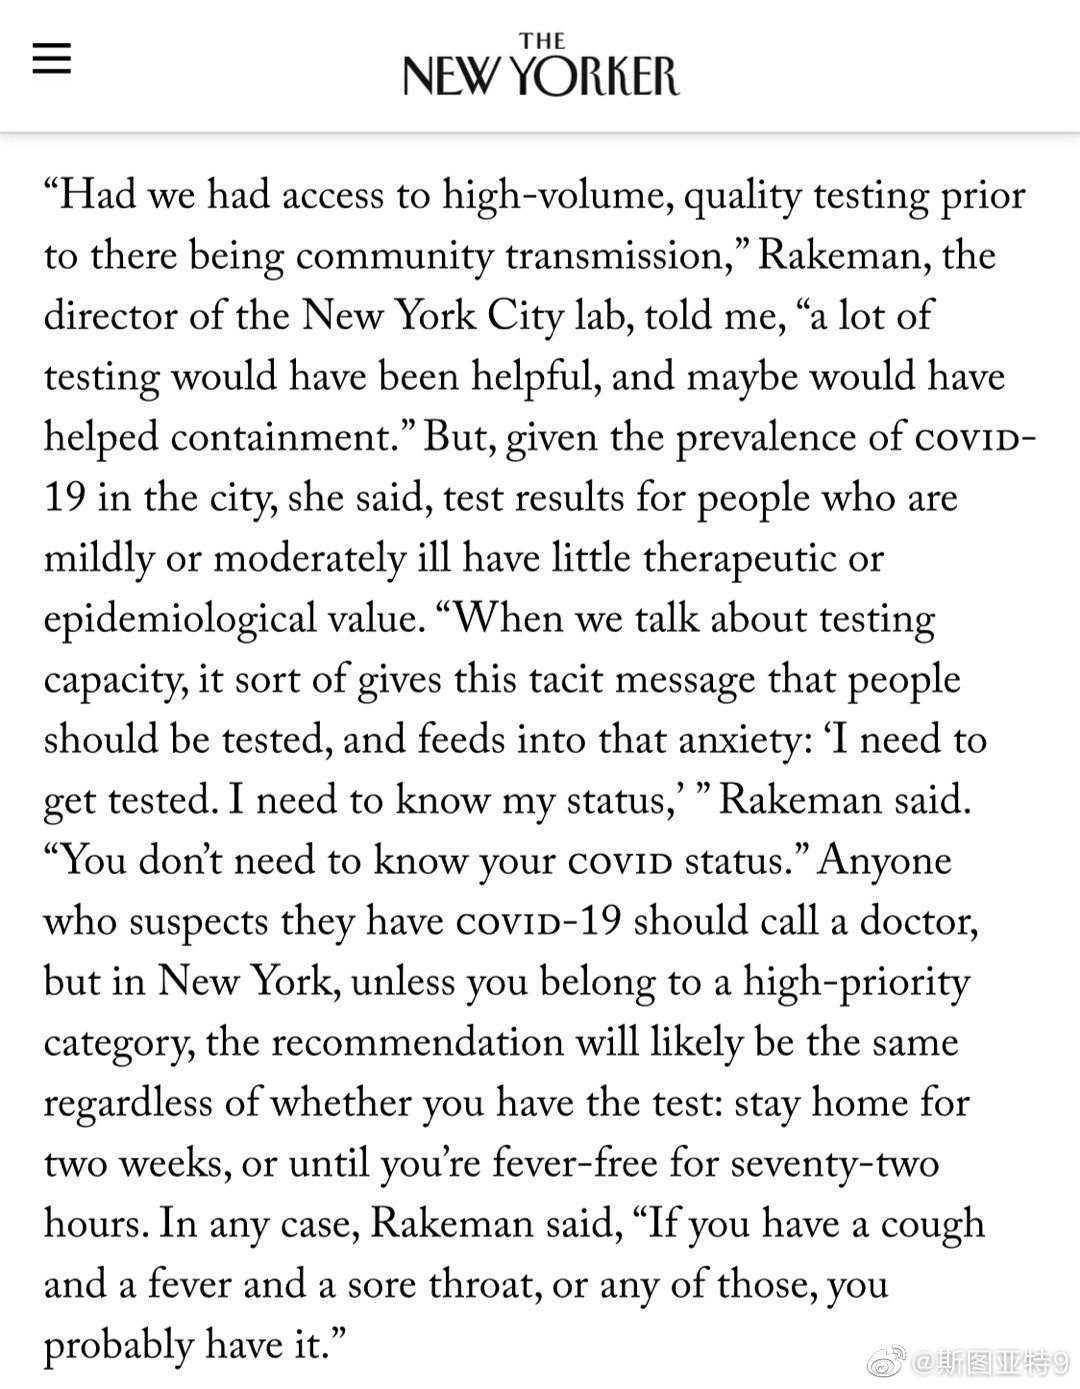 THE
NEW YORKER
“Had we had access to high-volume, quality testing prior
to there being community transmission,” Rakeman, the
director of the New York City lab, told me, “a lot of
testing would have been helpful, and maybe would have
helped containment.” But, given the prevalence of COVID-
19 in the city, she said, test results for people who are
mildly or moderately ill have little therapeutic or
epidemiological value. “When we talk about testing
capacity, it sort of gives this tacit message that people
should be tested, and feeds into that anxiety: ‘I need to
get tested. I need to know my status,’ ” Rakeman said.
“You don’t need to know your COVID status.” Anyone
who suspects they have COVID-19 should call a doctor,
but in New York, unless you belong to a high-priority
category, the recommendation will likely be the same
regardless of whether you have the test: stay home for
two weeks, or until you’re fever-free for seventy-two
hours. In any case, Rakeman said, “If you have a cough
and a fever and a sore throat, or any of those, you
probably have it.”
@斯图亚特9